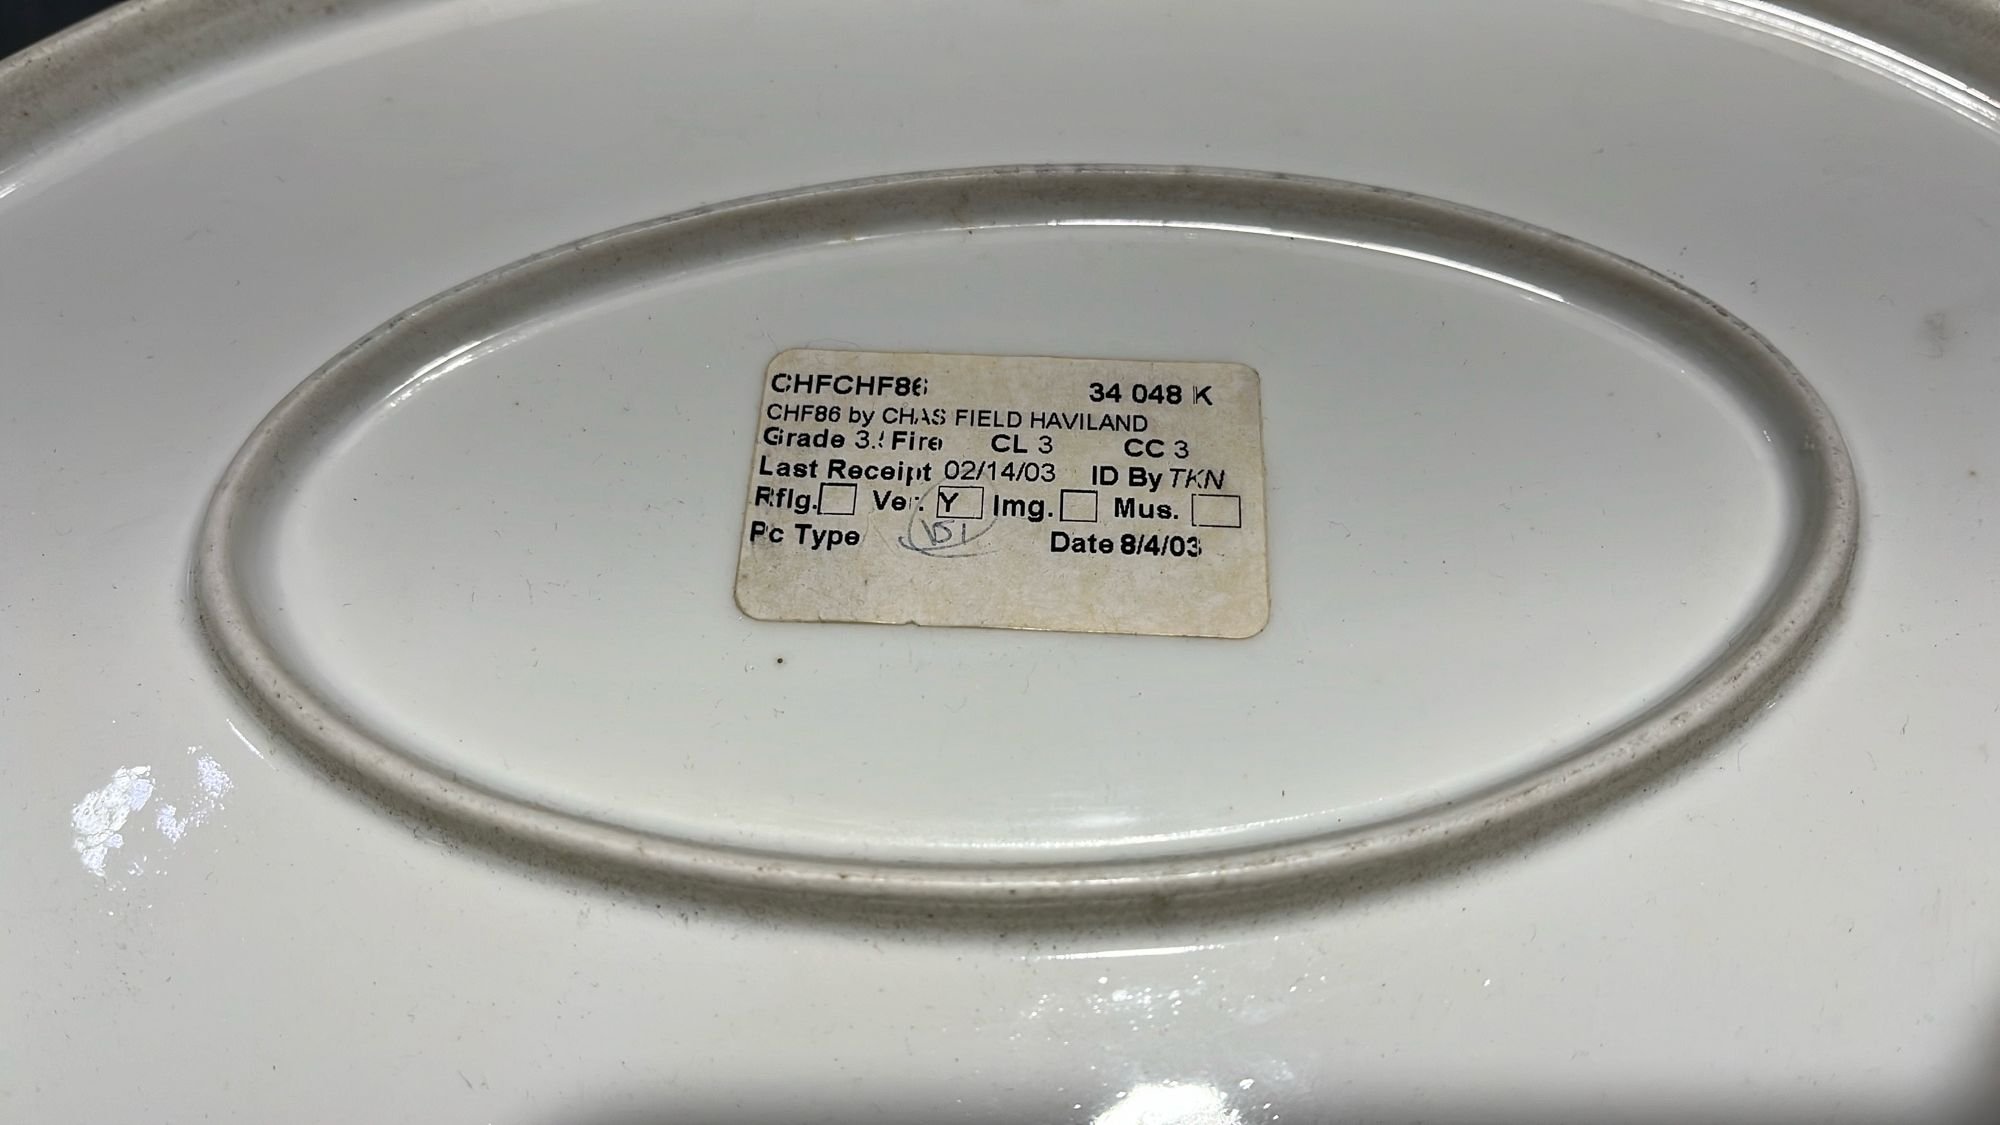 CHFCHF86 34 048 K
CHF86 by CHAS FIELD HAVILAND
Grade 3.5 Fire CL 3 CC 3
Last Receipt 02/14/03 ID By TKN
Rflg. Ver: Y Img. Mus.
Pc Type Date 8/4/03